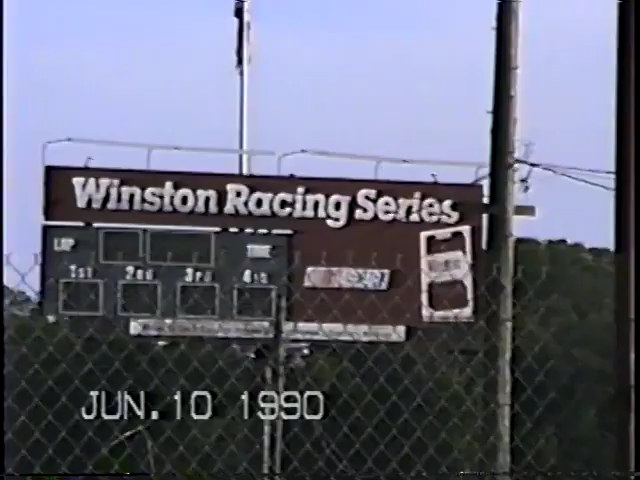 Winston Racing Series
LAP TIME
1st 2nd 3rd 4th
JUN. 10 1990